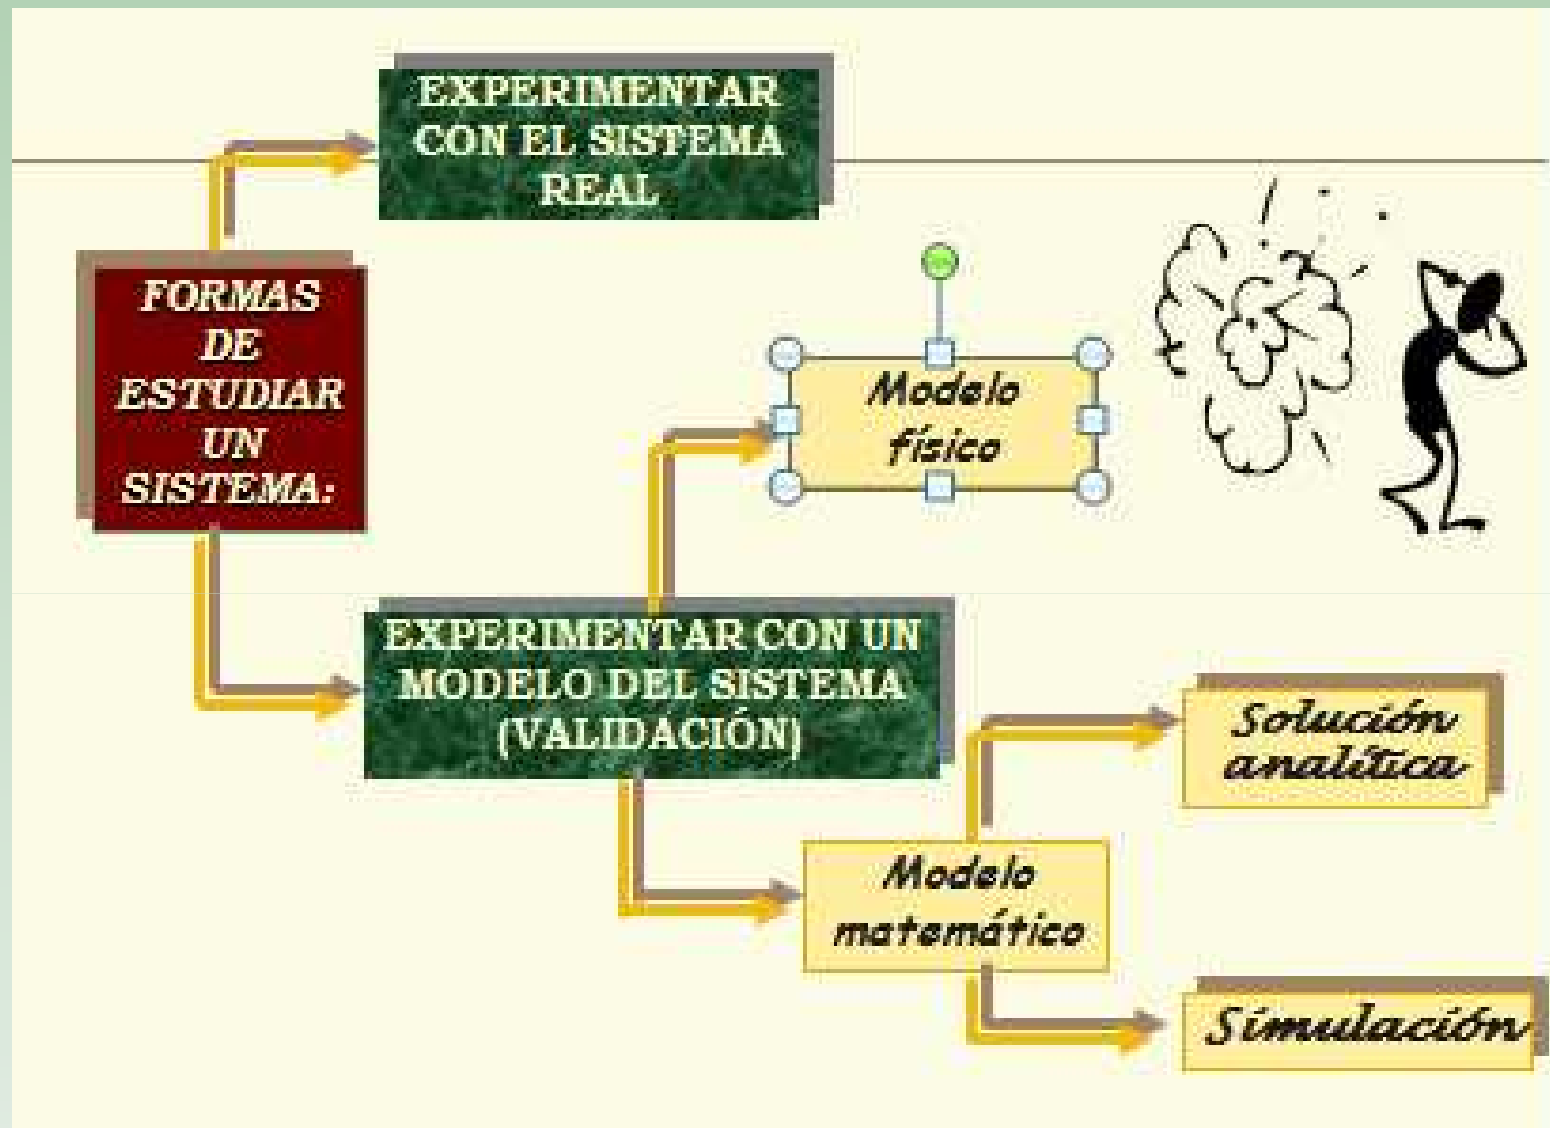 EXPERIMENTAR
CON EL SISTEMA
REAL
FORMAS
DE
ESTUDIAR
UN
SISTEMA:
Modelo
físico
EXPERIMENTAR CON UN
MODELO DEL SISTEMA
(VALIDACIÓN)
Solución
analítica
Modelo
matemático
Simulación